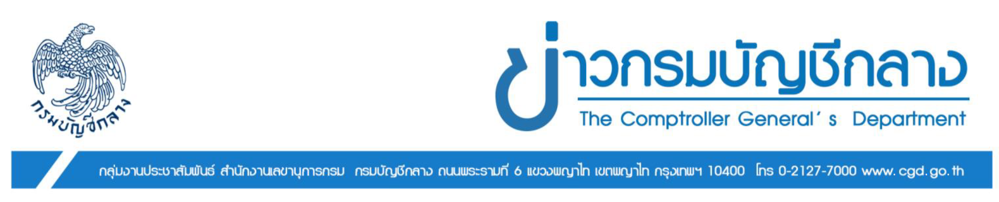 กรมบัญชีกลาง
ข่าวกรมบัญชีกลาง
The Comptroller General's Department
กลุ่มงานประชาสัมพันธ์ สำนักงานเลขานุการกรม กรมบัญชีกลาง ถนนพระรามที่ 6 แขวงพญาไท เขตพญาไท กรุงเทพฯ 10400 โทร 0-2127-7000 www.cgd.go.th